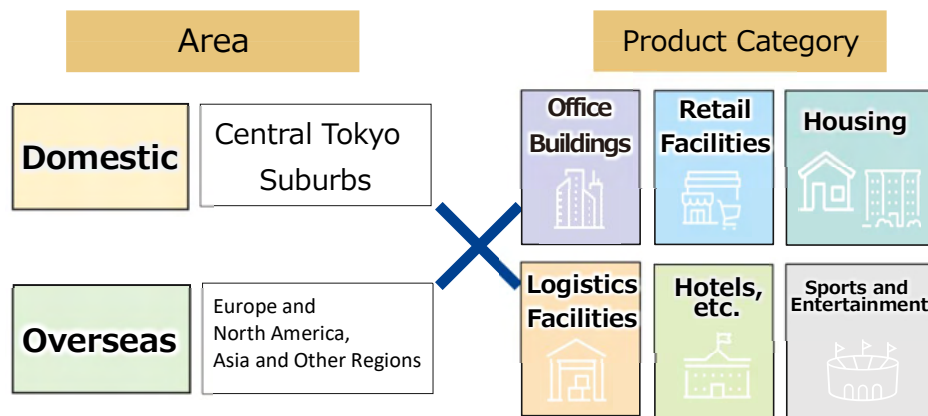 Area
Domestic
Central Tokyo
Suburbs
Overseas
Europe and
North America,
Asia and Other Regions
Product Category
Office
Buildings
Retail
Facilities
Housing
Logistics
Facilities
Hotels,
etc.
Sports and
Entertainment